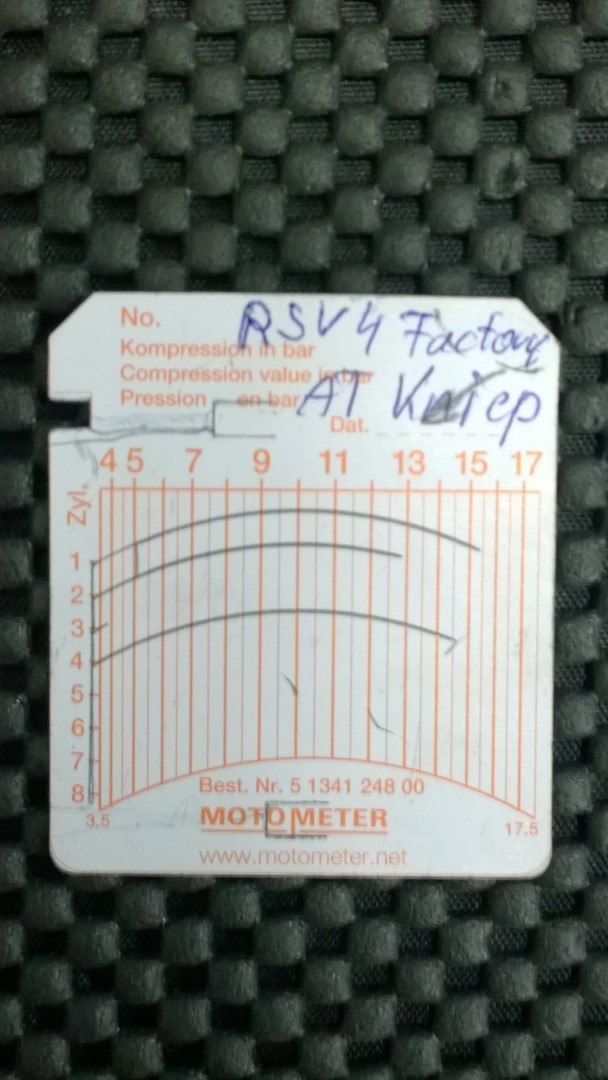 No. RSV4 Factory
Kompression in bar
Compression value in bar
Pression en bar AT Kniep
Dat.
4 5 7 9 11 13 15 17
Zyl.
1
2
3
4
5
6
7
8
3.5 17.5
Best. Nr. 5 1341 248 00
MOTOMETER
www.motometer.net